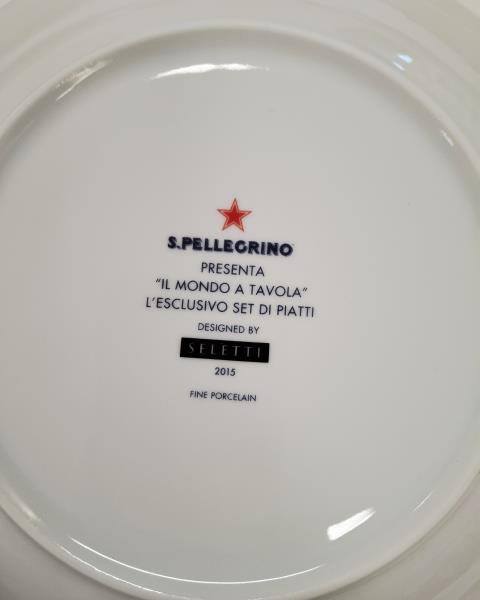 S.PELLEGRINO
PRESENTA
"IL MONDO A TAVOLA"
L'ESCLUSIVO SET DI PIATTI
DESIGNED BY
SELETTI
2015
FINE PORCELAIN